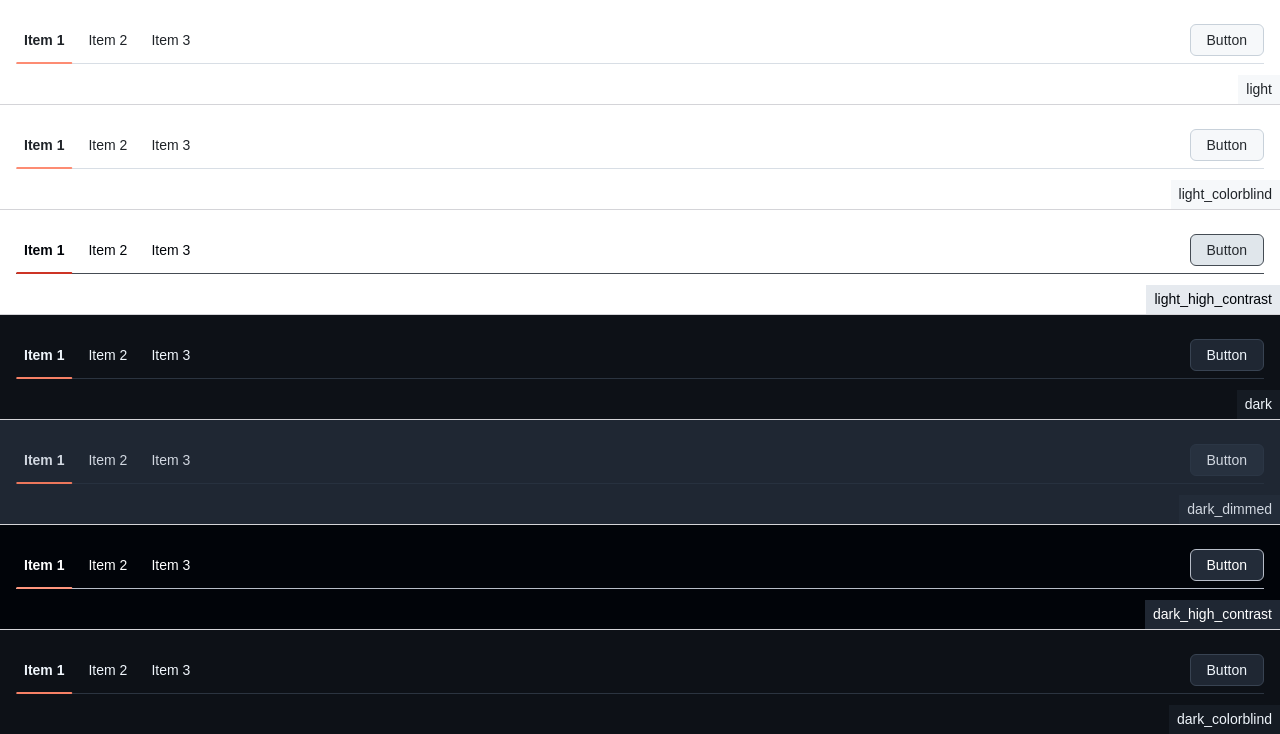 Item 1 Item 2 Item 3 Button
light
Item 1 Item 2 Item 3 Button
light_colorblind
Item 1 Item 2 Item 3 Button
light_high_contrast
Item 1 Item 2 Item 3 Button
dark
Item 1 Item 2 Item 3 Button
dark_dimmed
Item 1 Item 2 Item 3 Button
dark_high_contrast
Item 1 Item 2 Item 3 Button
dark_colorblind